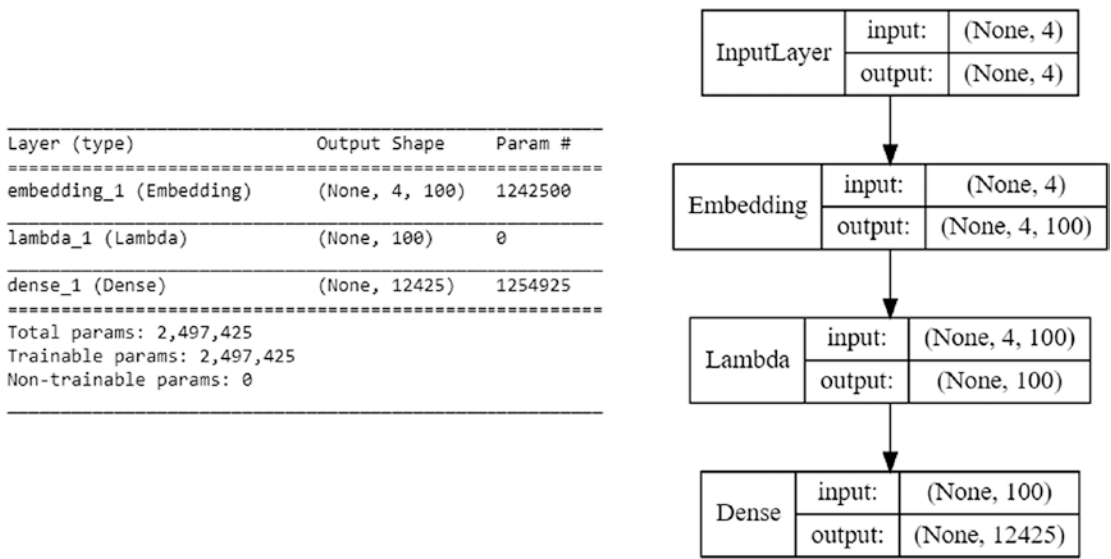 Layer (type) Output Shape Param #
embedding_1 (Embedding) (None, 4, 100) 1242500
lambda_1 (Lambda) (None, 100) 0
dense_1 (Dense) (None, 12425) 1254925
Total params: 2,497,425
Trainable params: 2,497,425
Non-trainable params: 0
InputLayer
input: (None, 4)
output: (None, 4)
Embedding
input: (None, 4)
output: (None, 4, 100)
Lambda
input: (None, 4, 100)
output: (None, 100)
Dense
input: (None, 100)
output: (None, 12425)